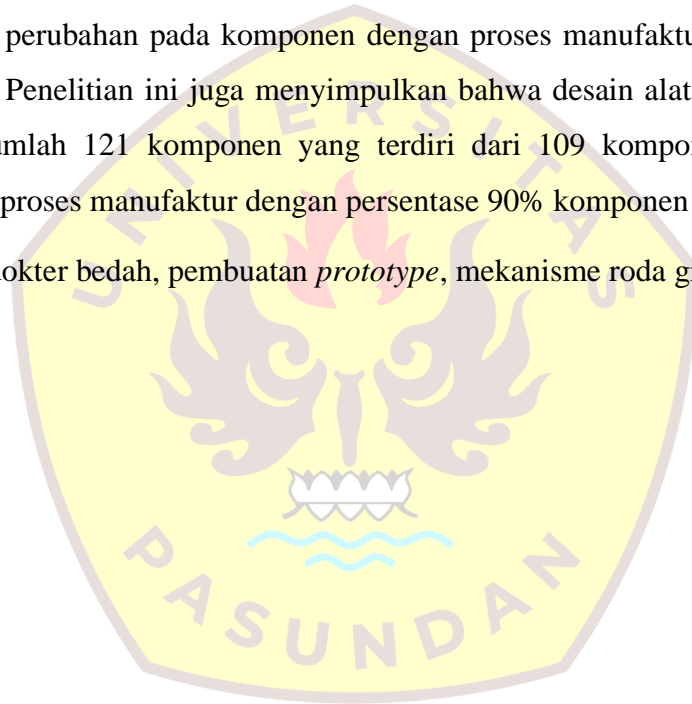 perubahan pada komponen dengan proses manufaktu
Penelitian ini juga menyimpulkan bahwa desain alat
umlah 121 komponen yang terdiri dari 109 kompo
proses manufaktur dengan persentase 90% komponen
okter bedah, pembuatan prototype, mekanisme roda g
UNIVERSITAS
PASUNDAN